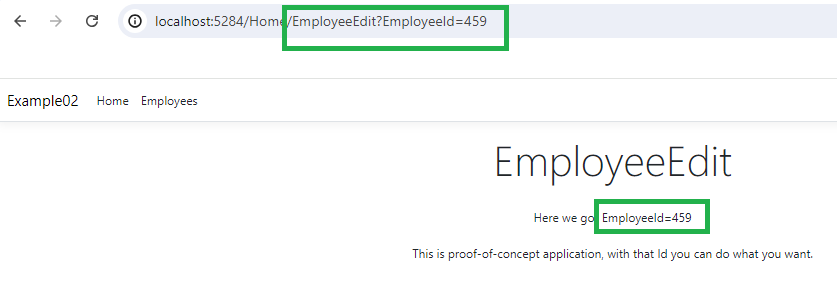 localhost:5284/Home/EmployeeEdit?EmployeeId=459
Example02 Home Employees
EmployeeEdit
Here we go EmployeeId=459
This is proof-of-concept application, with that Id you can do what you want.